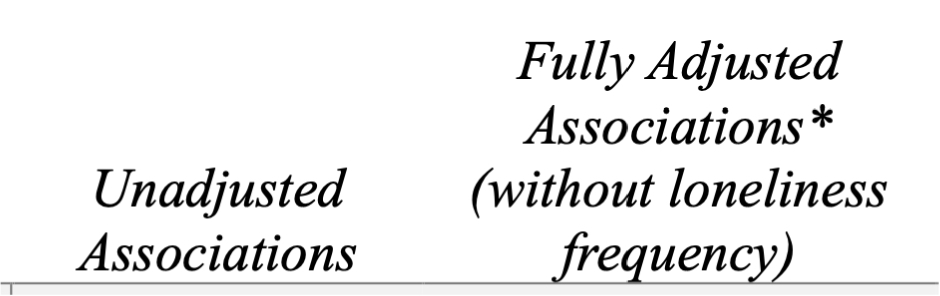 Unadjusted
Associations
Fully Adjusted
Associations*
(without loneliness
frequency)